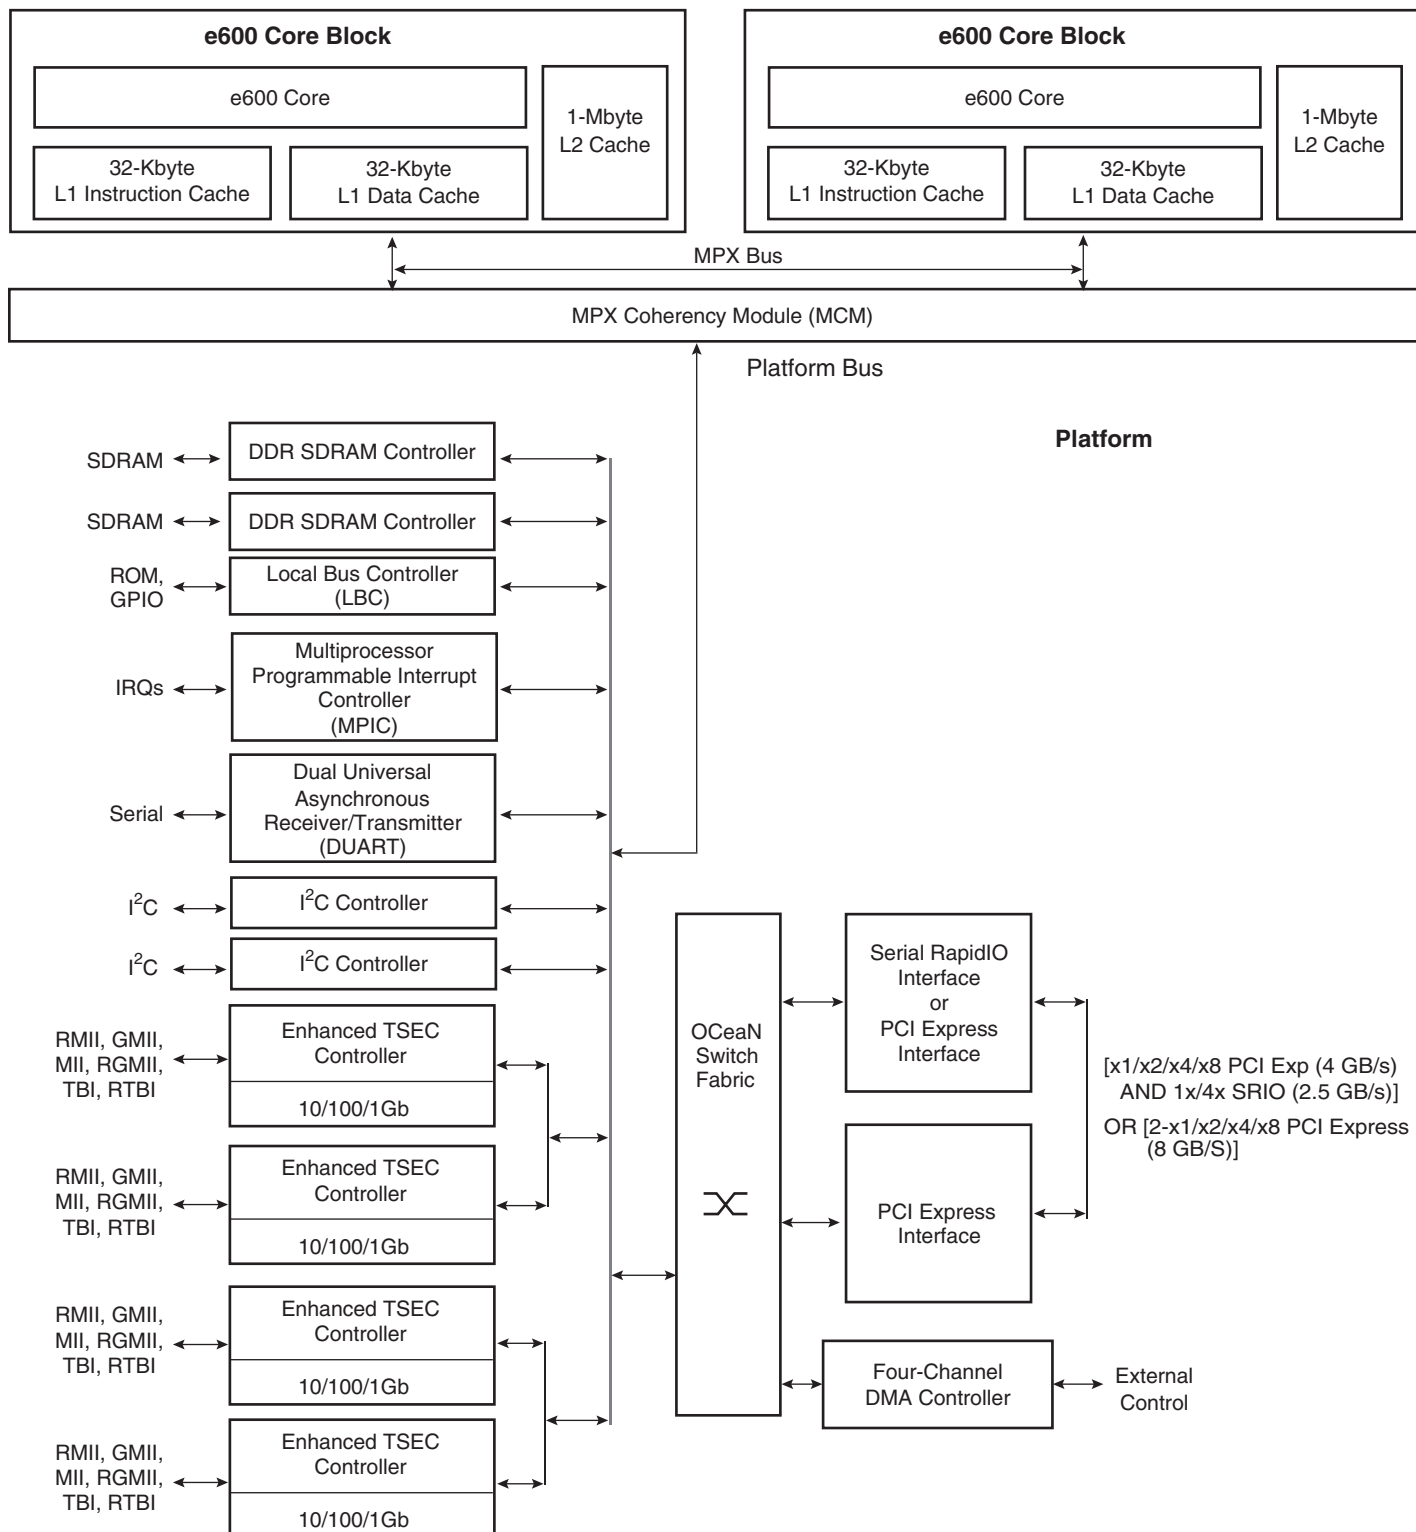 e600 Core Block
e600 Core
1-Mbyte
L2 Cache
32-Kbyte
L1 Instruction Cache
32-Kbyte
L1 Data Cache
e600 Core Block
e600 Core
1-Mbyte
L2 Cache
32-Kbyte
L1 Instruction Cache
32-Kbyte
L1 Data Cache
MPX Bus
MPX Coherency Module (MCM)
Platform Bus
Platform
SDRAM
DDR SDRAM Controller
SDRAM
DDR SDRAM Controller
ROM,
GPIO
Local Bus Controller
(LBC)
IRQs
Multiprocessor
Programmable Interrupt
Controller
(MPIC)
Serial
Dual Universal
Asynchronous
Receiver/Transmitter
(DUART)
I²C
I²C Controller
I²C
I²C Controller
RMII, GMII,
MII, RGMII,
TBI, RTBI
Enhanced TSEC
Controller
10/100/1Gb
RMII, GMII,
MII, RGMII,
TBI, RTBI
Enhanced TSEC
Controller
10/100/1Gb
RMII, GMII,
MII, RGMII,
TBI, RTBI
Enhanced TSEC
Controller
10/100/1Gb
RMII, GMII,
MII, RGMII,
TBI, RTBI
Enhanced TSEC
Controller
10/100/1Gb
OCeaN
Switch
Fabric
Serial RapidIO
Interface
or
PCI Express
Interface
PCI Express
Interface
[x1/x2/x4/x8 PCI Exp (4 GB/s)
AND 1x/4x SRIO (2.5 GB/s)]
OR [2-x1/x2/x4/x8 PCI Express
(8 GB/S)]
Four-Channel
DMA Controller
External
Control